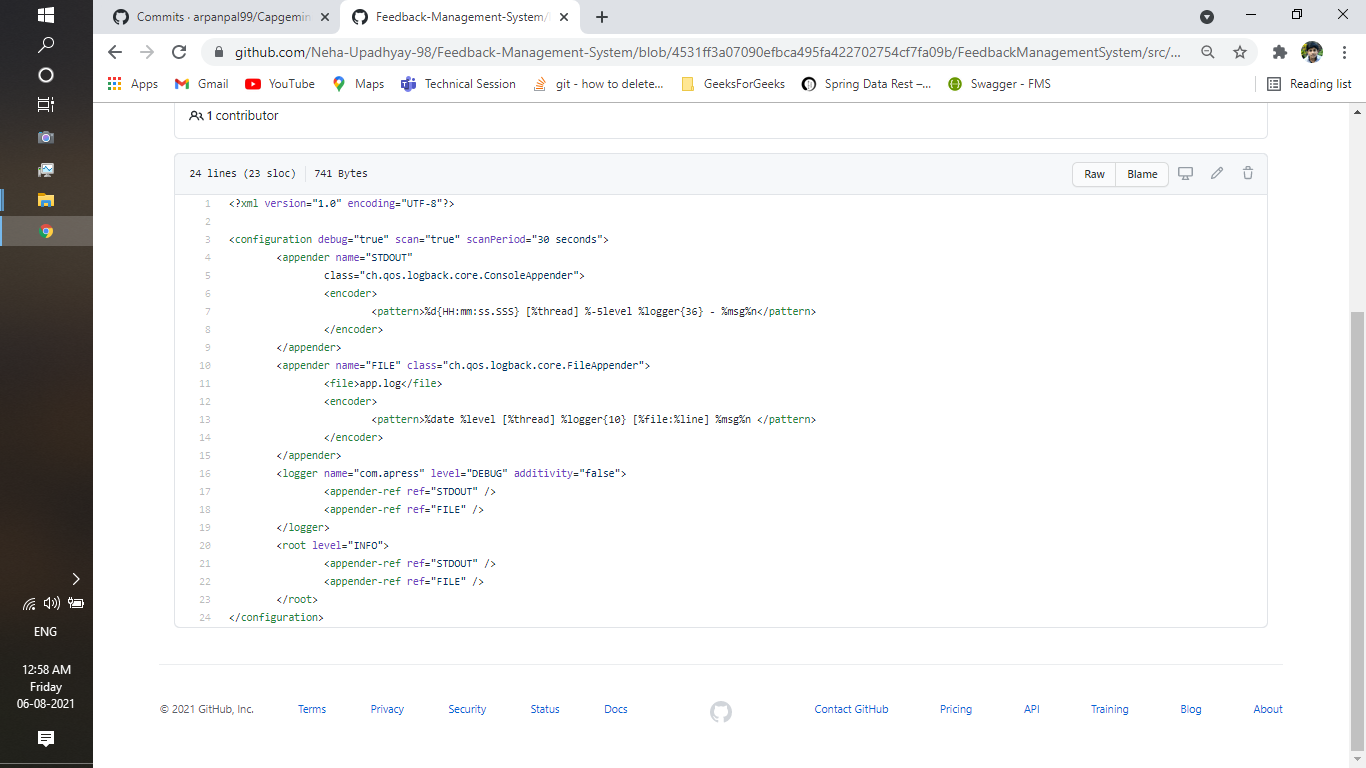 Commits · arpanpal99/Capgemin
Feedback-Management-System/
github.com/Neha-Upadhyay-98/Feedback-Management-System/blob/4531ff3a07090efbca495fa422702754cf7fa09b/FeedbackManagementSystem/src/...
Apps Gmail YouTube Maps Technical Session git - how to delete... GeeksForGeeks Spring Data Rest –... Swagger - FMS Reading list
1 contributor
24 lines (23 sloc) 741 Bytes Raw Blame
1 <?xml version="1.0" encoding="UTF-8"?>
2
3 <configuration debug="true" scan="true" scanPeriod="30 seconds">
4 <appender name="STDOUT"
5 class="ch.qos.logback.core.ConsoleAppender">
6 <encoder>
7 <pattern>%d{HH:mm:ss.SSS} [%thread] %-5level %logger{36} - %msg%n</pattern>
8 </encoder>
9 </appender>
10 <appender name="FILE" class="ch.qos.logback.core.FileAppender">
11 <file>app.log</file>
12 <encoder>
13 <pattern>%date %level [%thread] %logger{10} [%file:%line] %msg%n </pattern>
14 </encoder>
15 </appender>
16 <logger name="com.apress" level="DEBUG" additivity="false">
17 <appender-ref ref="STDOUT" />
18 <appender-ref ref="FILE" />
19 </logger>
20 <root level="INFO">
21 <appender-ref ref="STDOUT" />
22 <appender-ref ref="FILE" />
23 </root>
24 </configuration>
© 2021 GitHub, Inc. Terms Privacy Security Status Docs Contact GitHub Pricing API Training Blog About
ENG
12:58 AM
Friday
06-08-2021